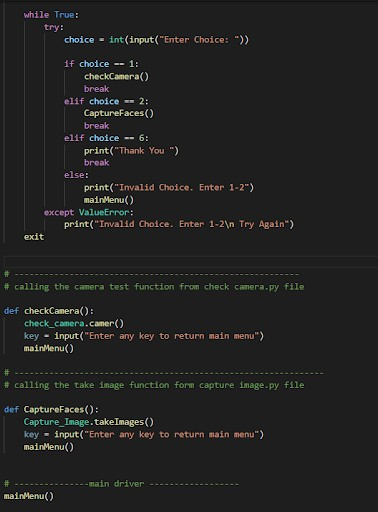 while True:
try:
choice = int(input("Enter Choice: "))
if choice == 1:
checkCamera()
break
elif choice == 2:
CaptureFaces()
break
elif choice == 6:
print("Thank You ")
break
else:
print("Invalid Choice. Enter 1-2")
mainMenu()
except ValueError:
print("Invalid Choice. Enter 1-2\n Try Again")
exit
# ---------------------------------------------------------
# calling the camera test function from check camera.py file
def checkCamera():
check_camera.camer()
key = input("Enter any key to return main menu")
mainMenu()
# --------------------------------------------------------------
# calling the take image function form capture image.py file
def CaptureFaces():
Capture_Image.takeImages()
key = input("Enter any key to return main menu")
mainMenu()
# ---------------main driver ------------------
mainMenu()